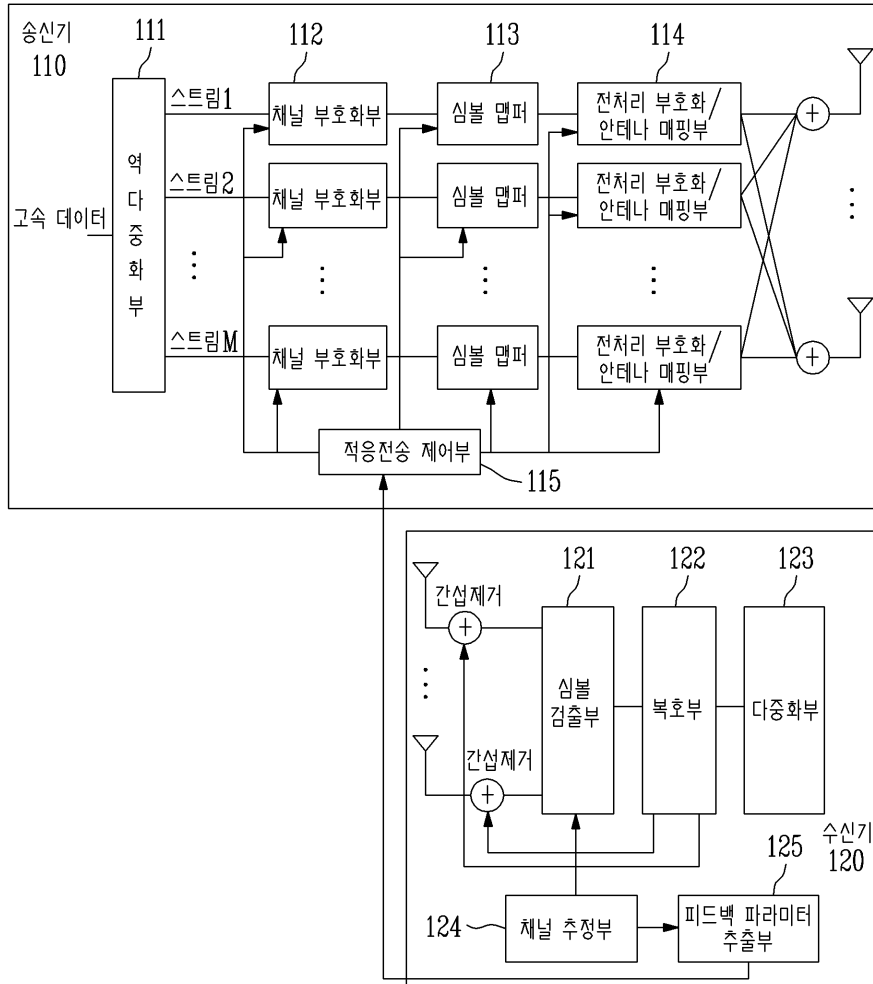 송신기
110
111
112
113
114
고속 데이터
역
다
중
화
부
스트림1
스트림2
스트림M
채널 부호화부
심볼 맵퍼
전처리 부호화/
안테나 매핑부
채널 부호화부
심볼 맵퍼
전처리 부호화/
안테나 매핑부
채널 부호화부
심볼 맵퍼
전처리 부호화/
안테나 매핑부
적응전송 제어부
115
121
122
123
간섭제거
간섭제거
심볼
검출부
복호부
다중화부
수신기
120
124
채널 추정부
125
피드백 파라미터
추출부